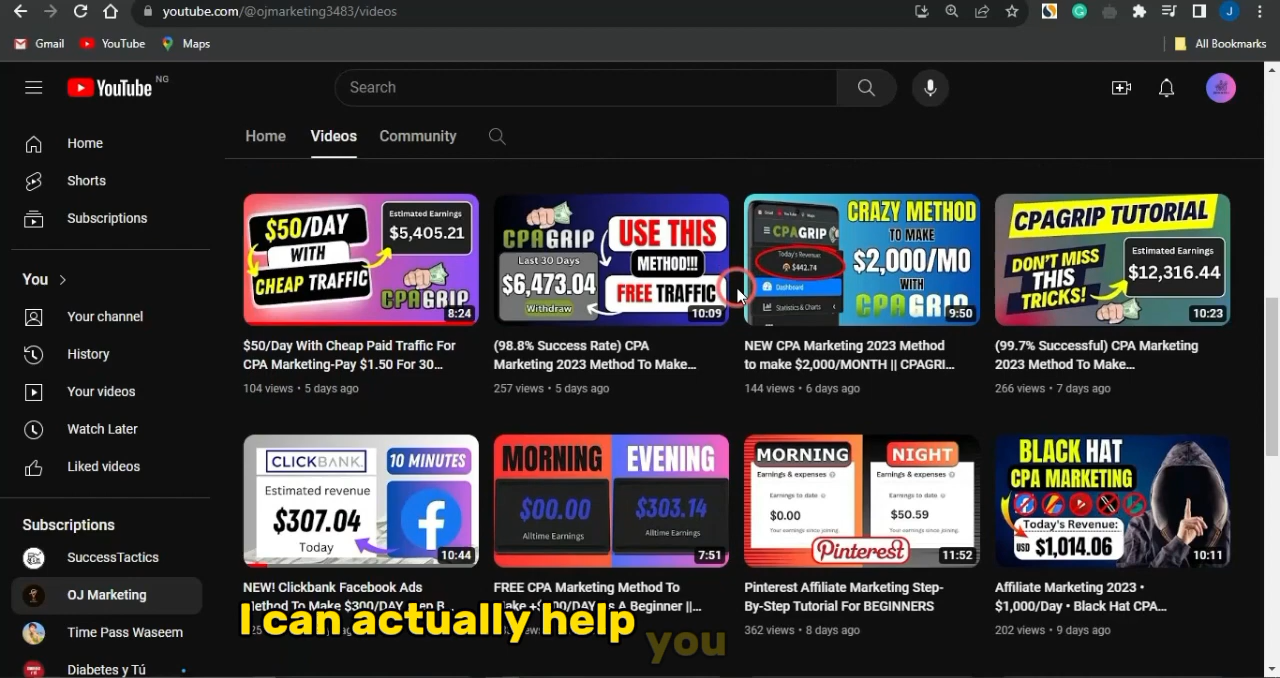 youtube.com/@ojmarketing3483/videos
Gmail YouTube Maps All Bookmarks
YouTube NG
Search
Home
Shorts
Subscriptions
You
Your channel
History
Your videos
Watch Later
Liked videos
Subscriptions
SuccessTactics
OJ Marketing
Time Pass Waseem
Diabetes y Tú
Home Videos Community
$50/DAY
WITH
CHEAP TRAFFIC
Estimated Earnings
$5,405.21
CPAGRIP
8:24
$50/Day With Cheap Paid Traffic For
CPA Marketing-Pay $1.50 For 30...
104 views • 5 days ago
CPAGRIP
Last 30 Days
$6,473.04
Withdraw
USE THIS
METHOD!!!
FREE TRAFFIC
10:09
(98.8% Success Rate) CPA
Marketing 2023 Method To Make...
257 views • 5 days ago
CPAGRIP
Today's Revenue:
$442.74
Dashboard
Statistics & Charts
CRAZY METHOD
TO MAKE
$2,000/MO
WITH
CPAGRIP
9:50
NEW CPA Marketing 2023 Method
to make $2,000/MONTH || CPAGRI...
144 views • 6 days ago
CPAGRIP TUTORIAL
DON'T MISS
THIS
TRICKS!
Estimated Earnings
$12,316.44
10:23
(99.7% Successful) CPA Marketing
2023 Method To Make...
266 views • 7 days ago
CLICKBANK.
Estimated revenue
$307.04
Today
10 MINUTES
10:44
NEW! Clickbank Facebook Ads
Method To Make $300/DAY
MORNING EVENING
$00.00
Alltime Earnings
$303.14
Alltime Earnings
7:51
FREE CPA Marketing Method To
MORNING NIGHT
Earnings & expenses
Earnings to date
$0.00
Your earnings since joining.
Earnings & expenses
Earnings to date
$50.59
Pinterest
11:52
Pinterest Affiliate Marketing Step-
By-Step Tutorial For BEGINNERS
362 views • 8 days ago
BLACK HAT
CPA MARKETING
Today's Revenue:
USD $1,014.06
10:11
Affiliate Marketing 2023 •
$1,000/Day • Black Hat CPA...
202 views • 9 days ago
I can actually help you